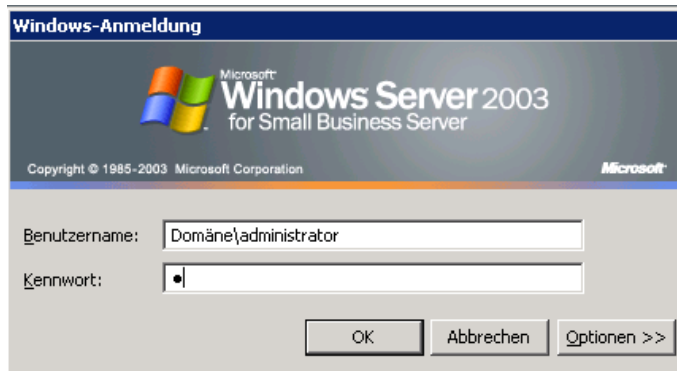 Windows-Anmeldung
Microsoft
Windows Server 2003
for Small Business Server
Copyright © 1985-2003 Microsoft Corporation
Microsoft
Benutzername: Domäne\administrator
Kennwort: ●
OK Abbrechen Optionen >>